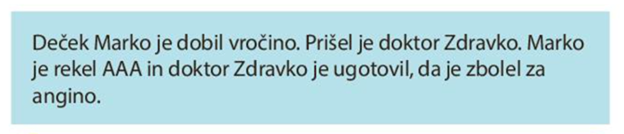 Deček Marko je dobil vročino. Prišel je doktor Zdravko. Marko
je rekel AAA in doktor Zdravko je ugotovil, da je zbolel za
angino.